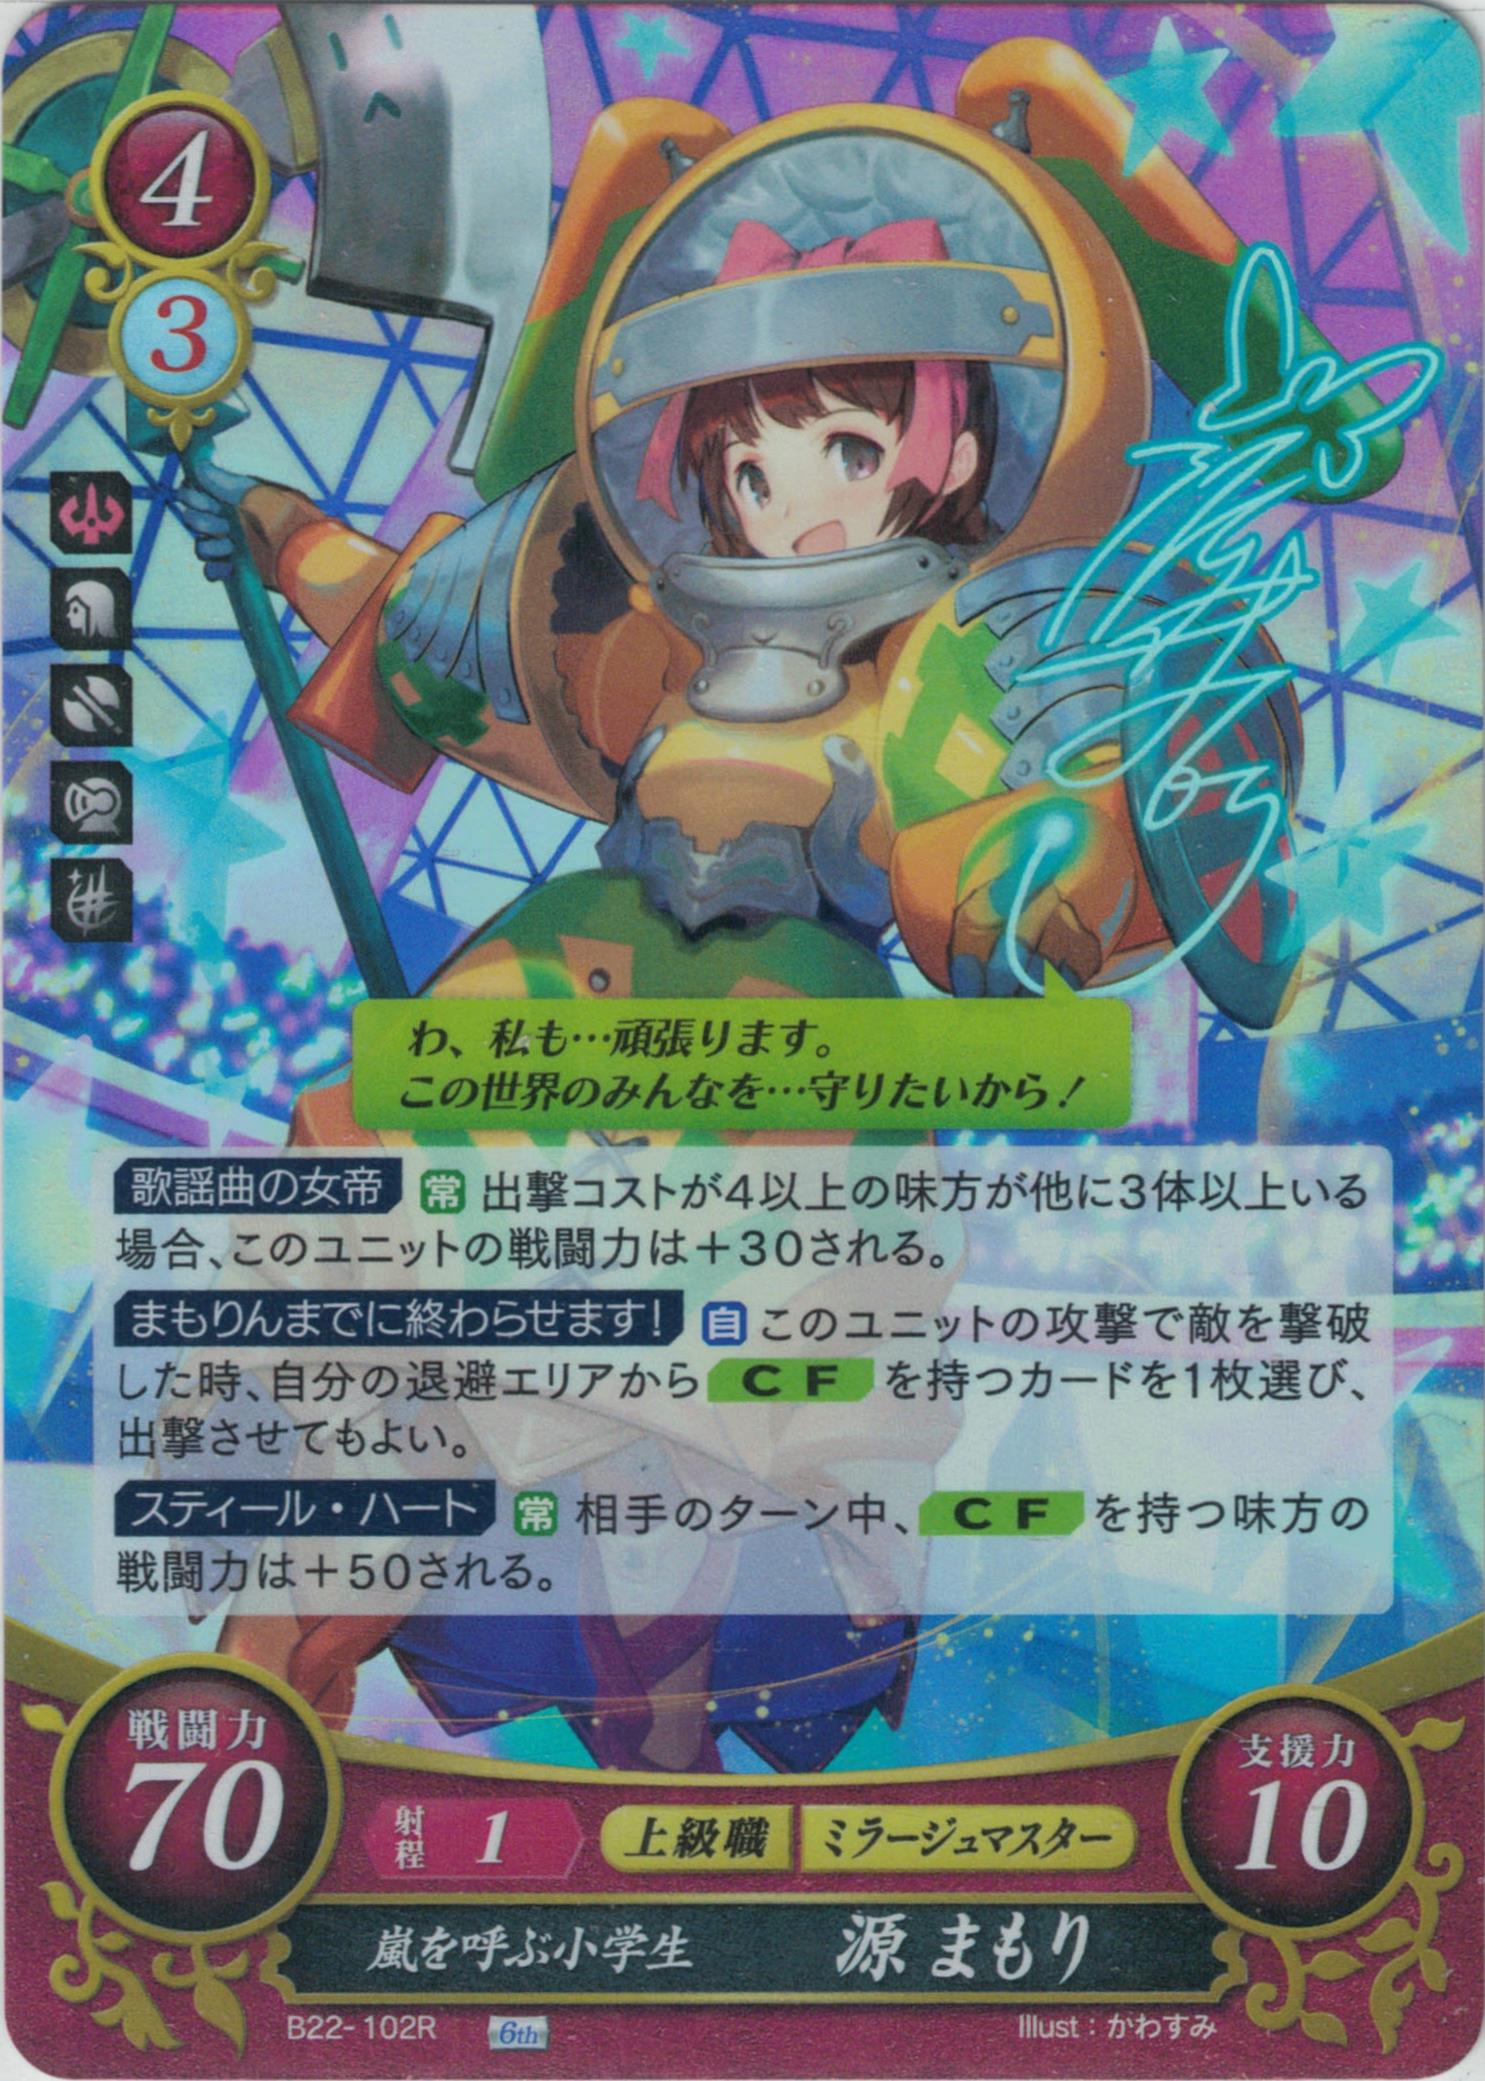 4
3
わ、私も…頑張ります。
この世界のみんなを…守りたいから！
歌謡曲の女帝 常 出撃コストが4以上の味方が他に3体以上いる
場合、このユニットの戦闘力は＋30される。
まもりんまでに終わらせます！ 自 このユニットの攻撃で敵を撃破
した時、自分の退避エリアから CF を持つカードを1枚選び、
出撃させてもよい。
スティール・ハート 常 相手のターン中、CF を持つ味方の
戦闘力は＋50される。
戦闘力
70
射程 1 上級職 ミラージュマスター
支援力
10
嵐を呼ぶ小学生 源 まもり
B22-102R 6th Illust：かわすみ